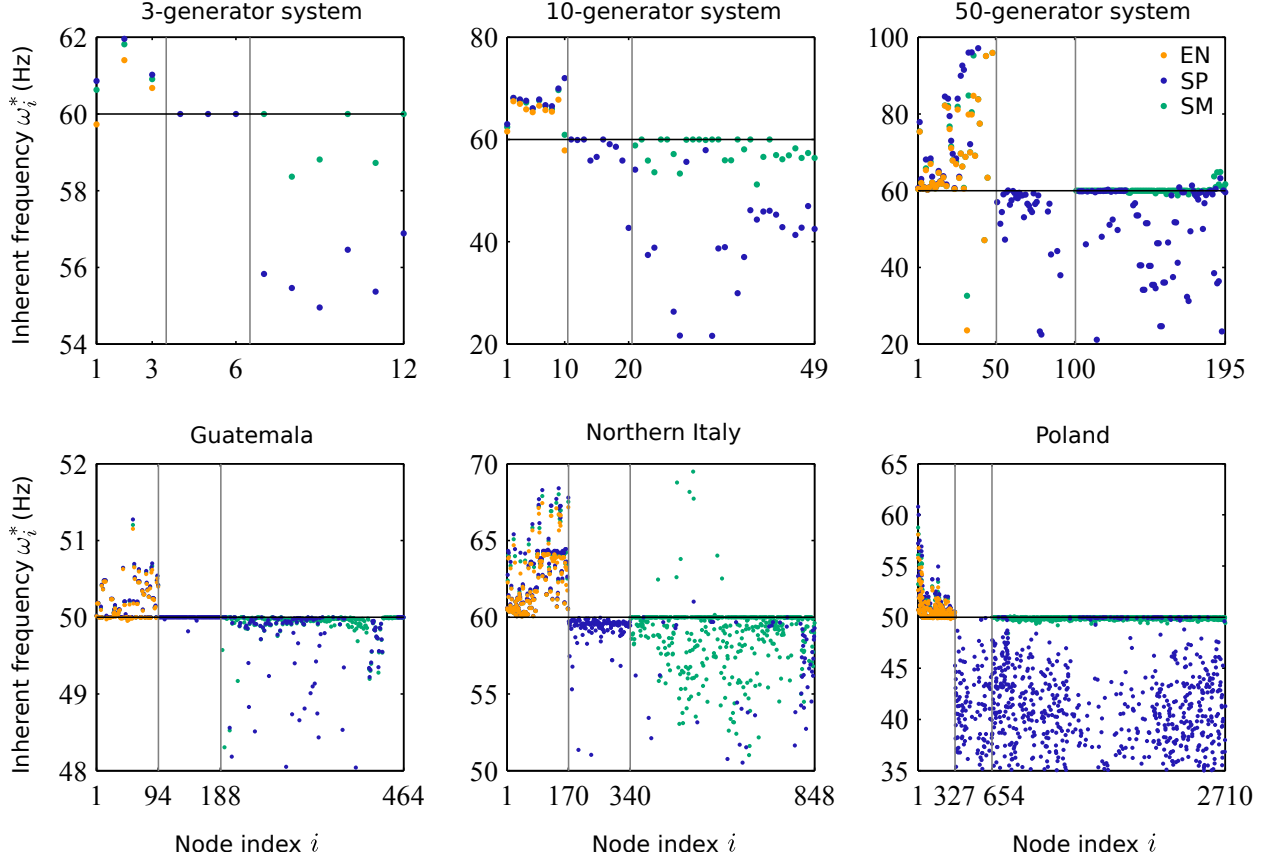 3-generator system
10-generator system
50-generator system
Inherent frequency ω*i (Hz)
62
60
58
56
54
1 3 6 12
80
60
40
20
1 10 20 49
100
80
60
40
20
1 50 100 195
EN
SP
SM
Guatemala
Northern Italy
Poland
Inherent frequency ω*i (Hz)
52
51
50
49
48
1 94 188 464
70
65
60
55
50
1 170 340 848
65
60
55
50
45
40
35
1 327 654 2710
Node index i
Node index i
Node index i